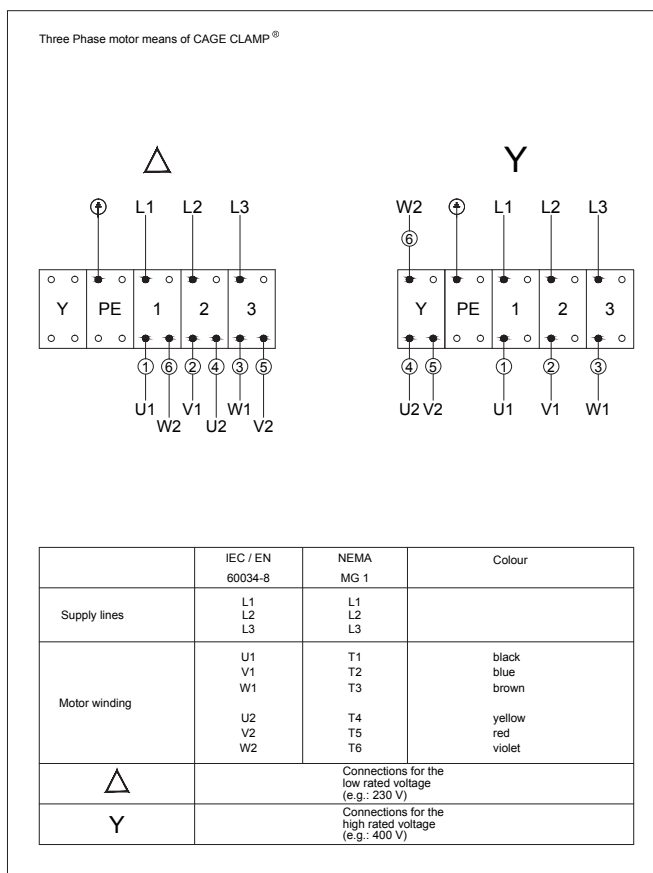 Three Phase motor means of CAGE CLAMP ®
△ Y
L1 L2 L3
W2 L1 L2 L3
6
Y PE 1 2 3
Y PE 1 2 3
1 6 2 4 3 5
4 5 1 2 3
U1 V1 W1
W2 U2 V2
U2 V2 U1 V1 W1
IEC / EN NEMA Colour
60034-8 MG 1
Supply lines
L1 L1
L2 L2
L3 L3
Motor winding
U1 T1 black
V1 T2 blue
W1 T3 brown
U2 T4 yellow
V2 T5 red
W2 T6 violet
△
Connections for the
low rated voltage
(e.g.: 230 V)
Y
Connections for the
high rated voltage
(e.g.: 400 V)